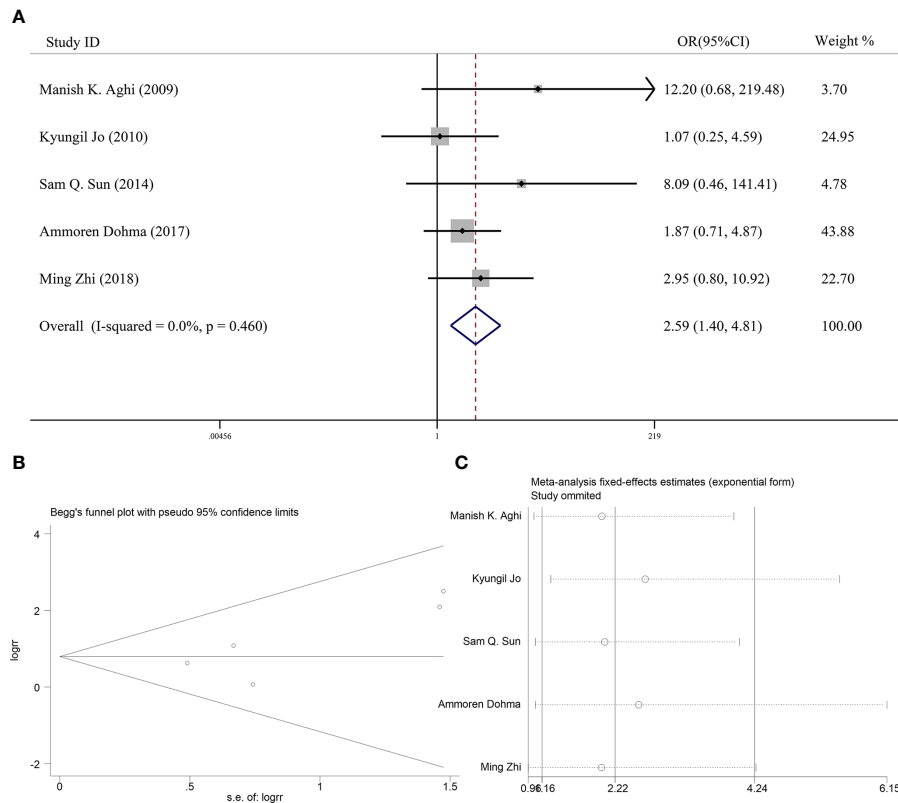 A
Study ID OR(95%CI) Weight %
Manish K. Aghi (2009) 12.20 (0.68, 219.48) 3.70
Kyungil Jo (2010) 1.07 (0.25, 4.59) 24.95
Sam Q. Sun (2014) 8.09 (0.46, 141.41) 4.78
Ammoren Dohma (2017) 1.87 (0.71, 4.87) 43.88
Ming Zhi (2018) 2.95 (0.80, 10.92) 22.70
Overall (I-squared = 0.0%, p = 0.460) 2.59 (1.40, 4.81) 100.00
.00456 1 219
B
Begg's funnel plot with pseudo 95% confidence limits
logrr
4
2
0
-2
0 .5 1 1.5
s.e. of: logrr
C
Meta-analysis fixed-effects estimates (exponential form)
Study ommited
Manish K. Aghi
Kyungil Jo
Sam Q. Sun
Ammoren Dohma
Ming Zhi
1.16 2.22 4.24 6.15